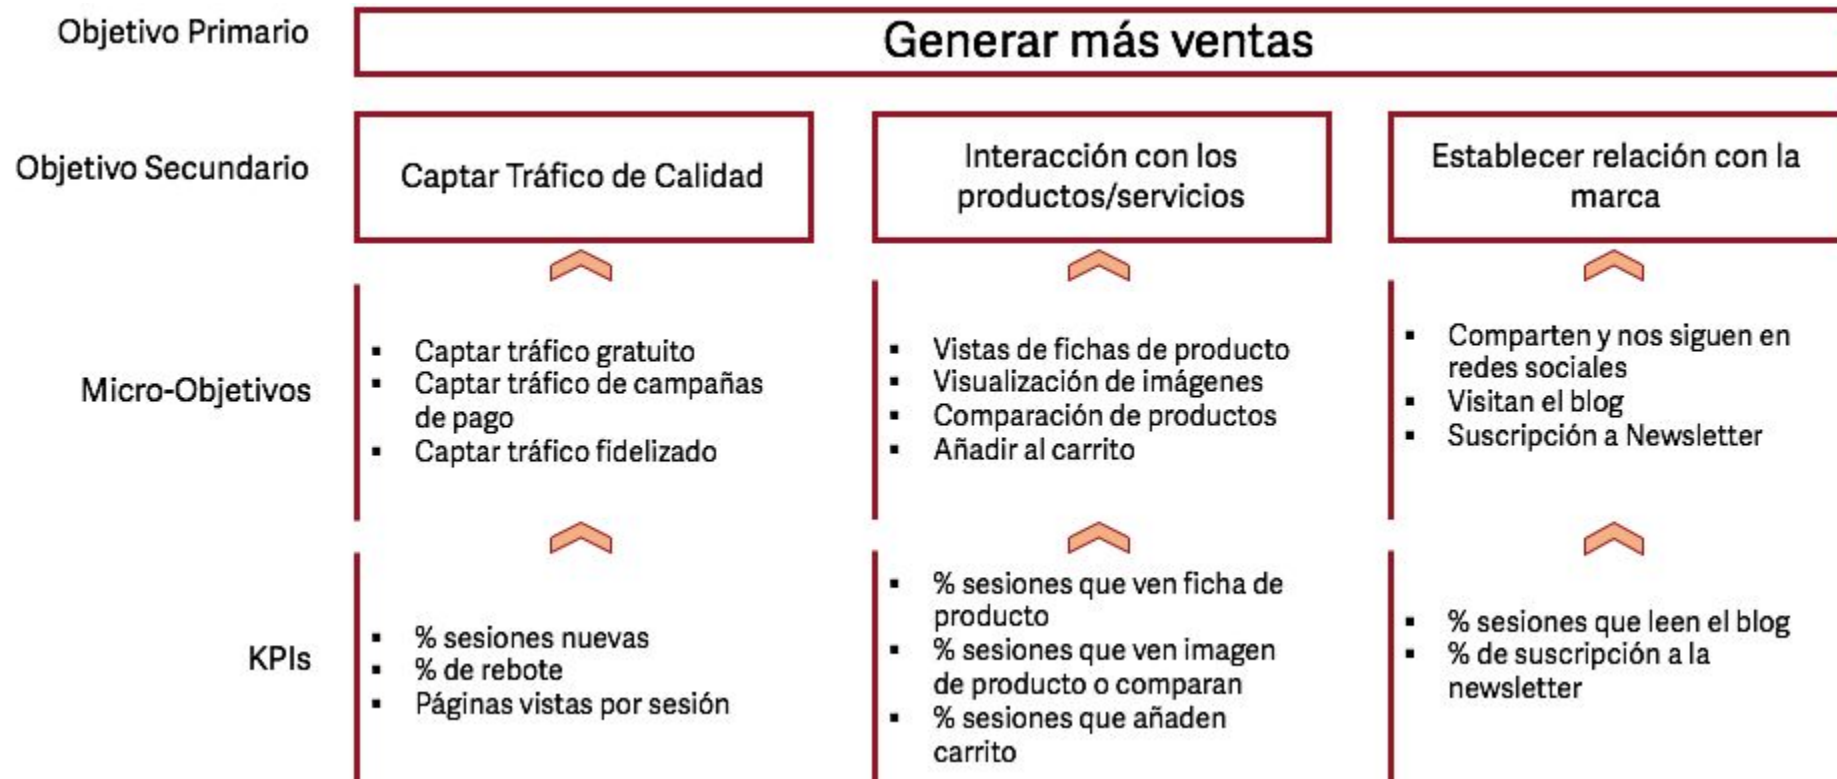 Objetivo Primario
Generar más ventas
Objetivo Secundario
Captar Tráfico de Calidad
Interacción con los
productos/servicios
Establecer relación con la
marca
Micro-Objetivos
▪ Captar tráfico gratuito
▪ Captar tráfico de campañas
de pago
▪ Captar tráfico fidelizado
▪ Vistas de fichas de producto
▪ Visualización de imágenes
▪ Comparación de productos
▪ Añadir al carrito
▪ Comparten y nos siguen en
redes sociales
▪ Visitan el blog
▪ Suscripción a Newsletter
KPIs
▪ % sesiones nuevas
▪ % de rebote
▪ Páginas vistas por sesión
▪ % sesiones que ven ficha de
producto
▪ % sesiones que ven imagen
de producto o comparan
▪ % sesiones que añaden
carrito
▪ % sesiones que leen el blog
▪ % de suscripción a la
newsletter